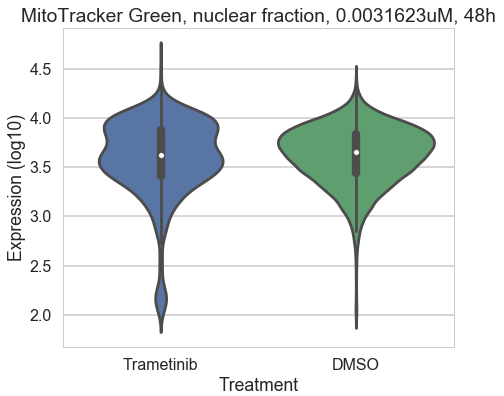 MitoTracker Green, nuclear fraction, 0.0031623uM, 48h
Expression (log10)
4.5
4.0
3.5
3.0
2.5
2.0
Trametinib DMSO
Treatment